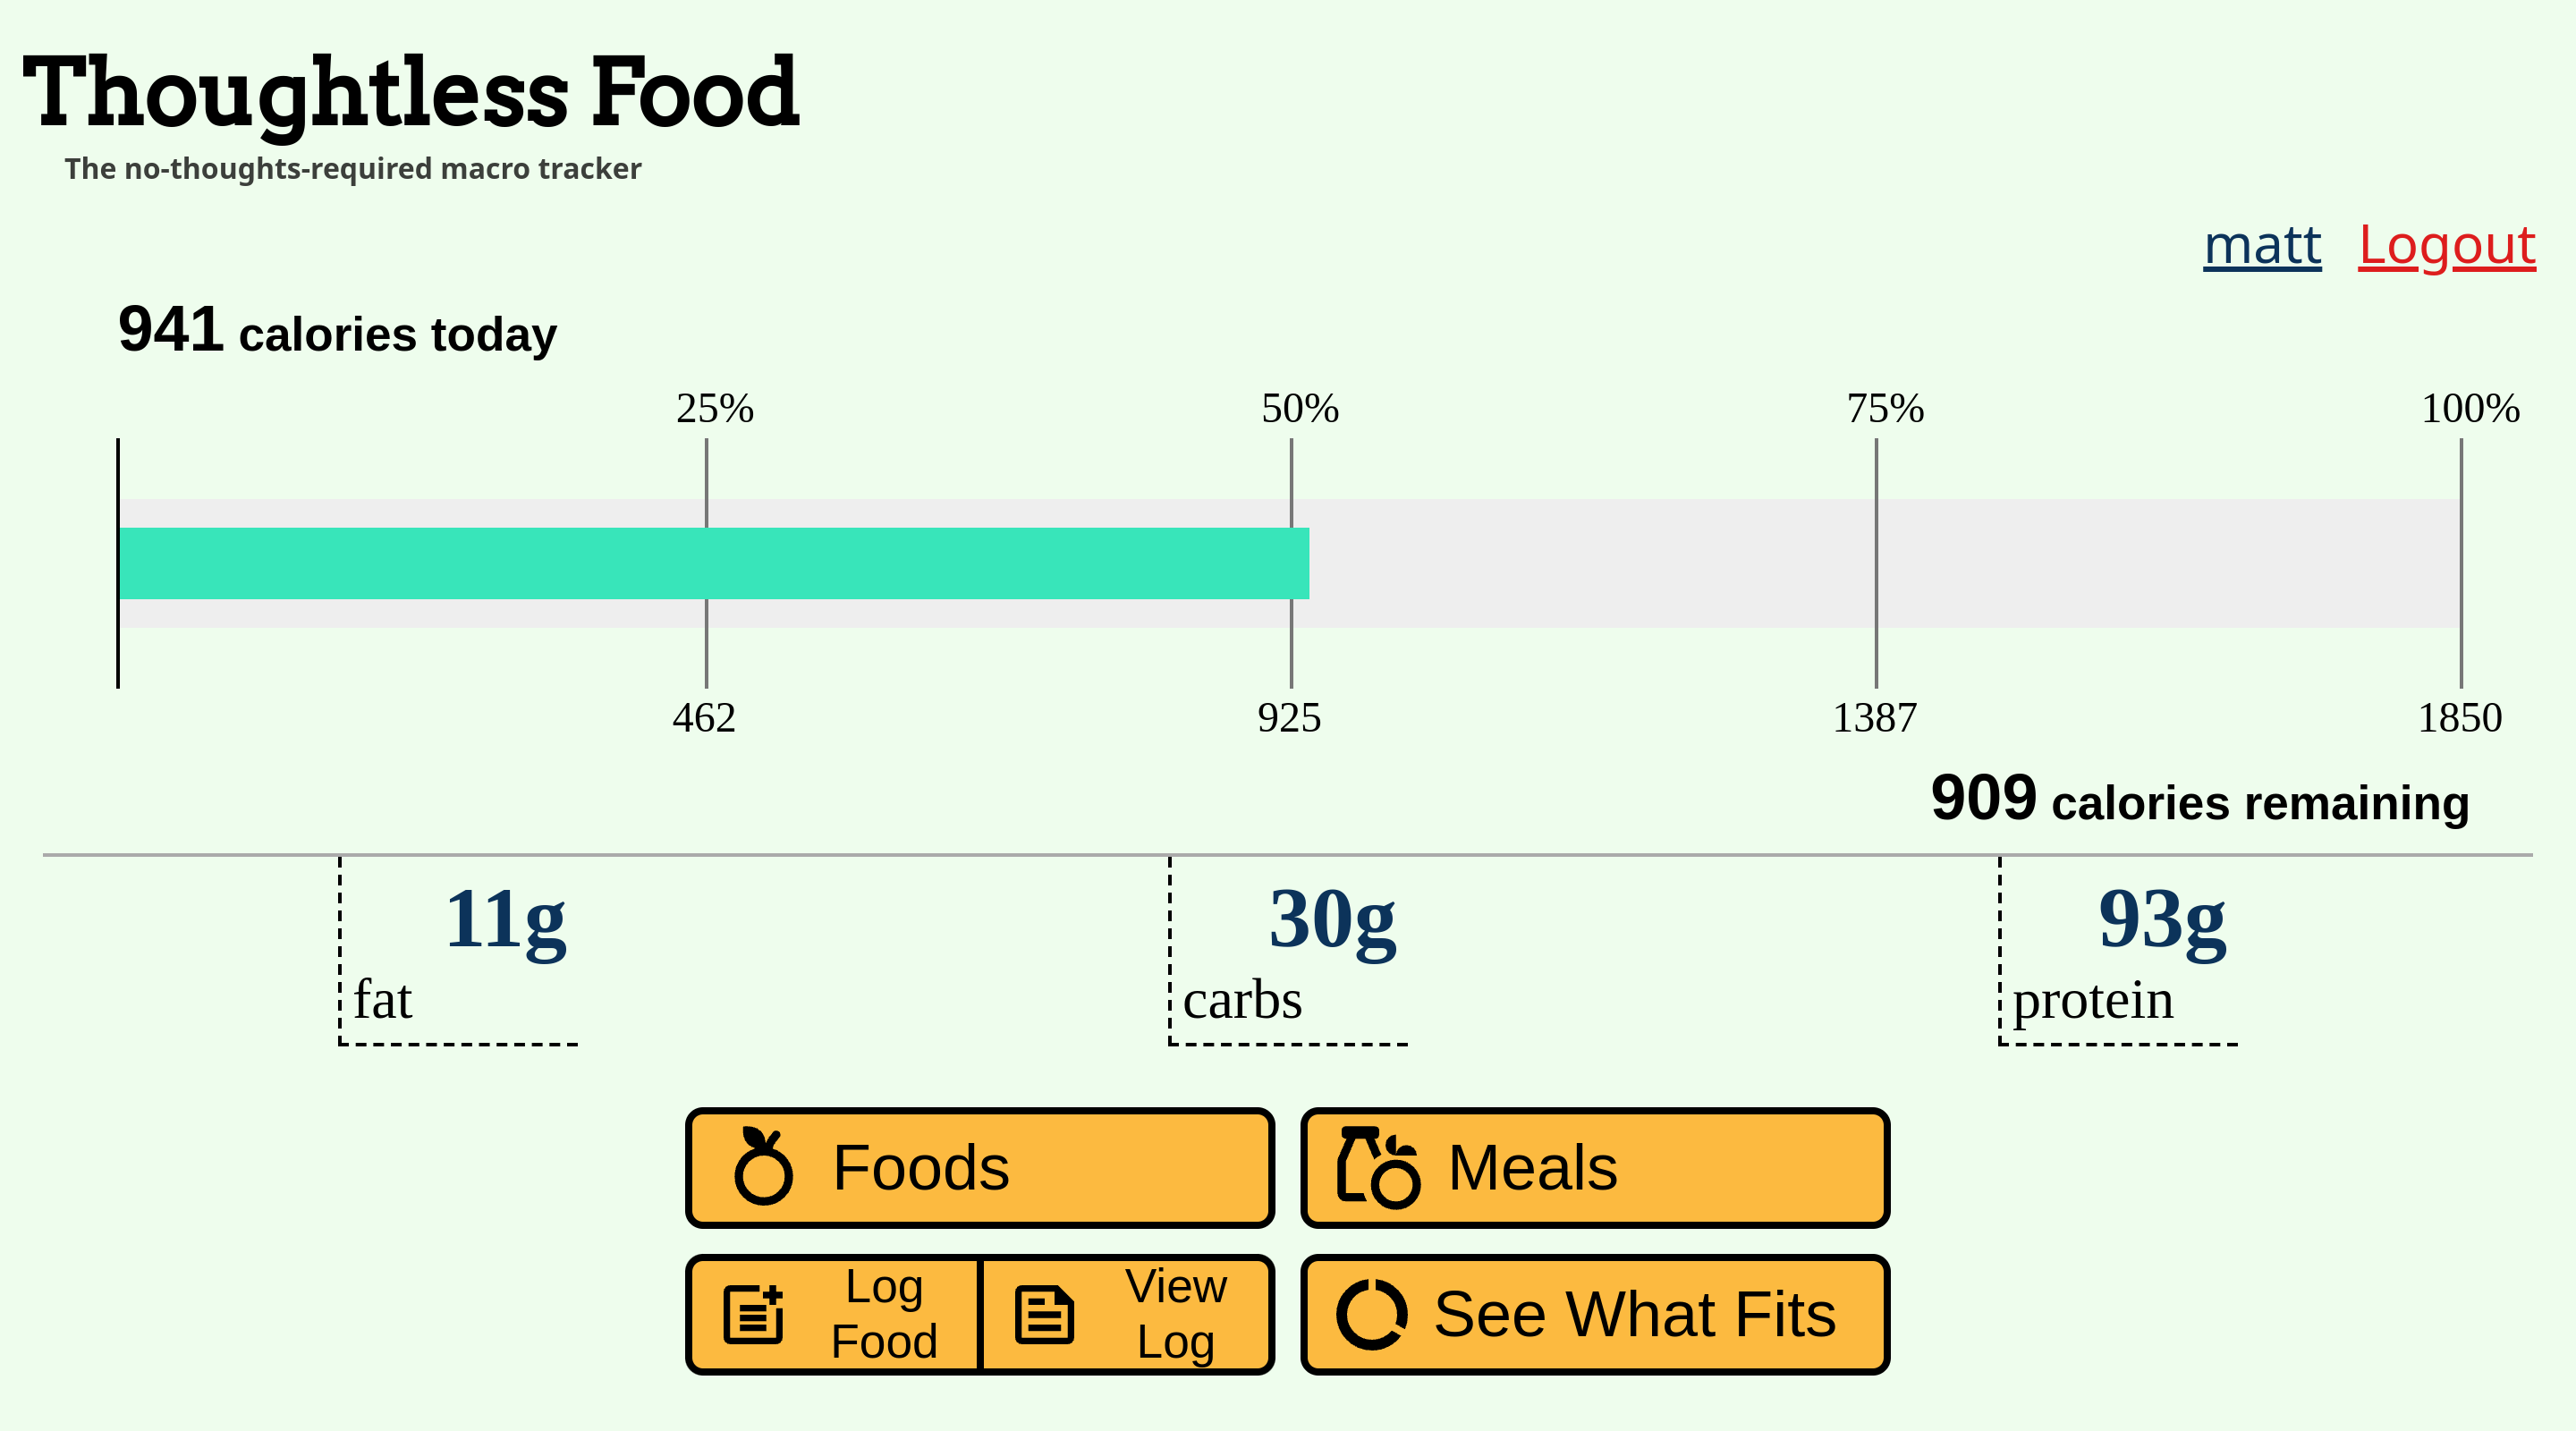 Thoughtless Food
The no-thoughts-required macro tracker
matt Logout
941 calories today
25% 50% 75% 100%
462 925 1387 1850
909 calories remaining
11g 30g 93g
fat carbs protein
Foods
Meals
Log
Food
View
Log
See What Fits